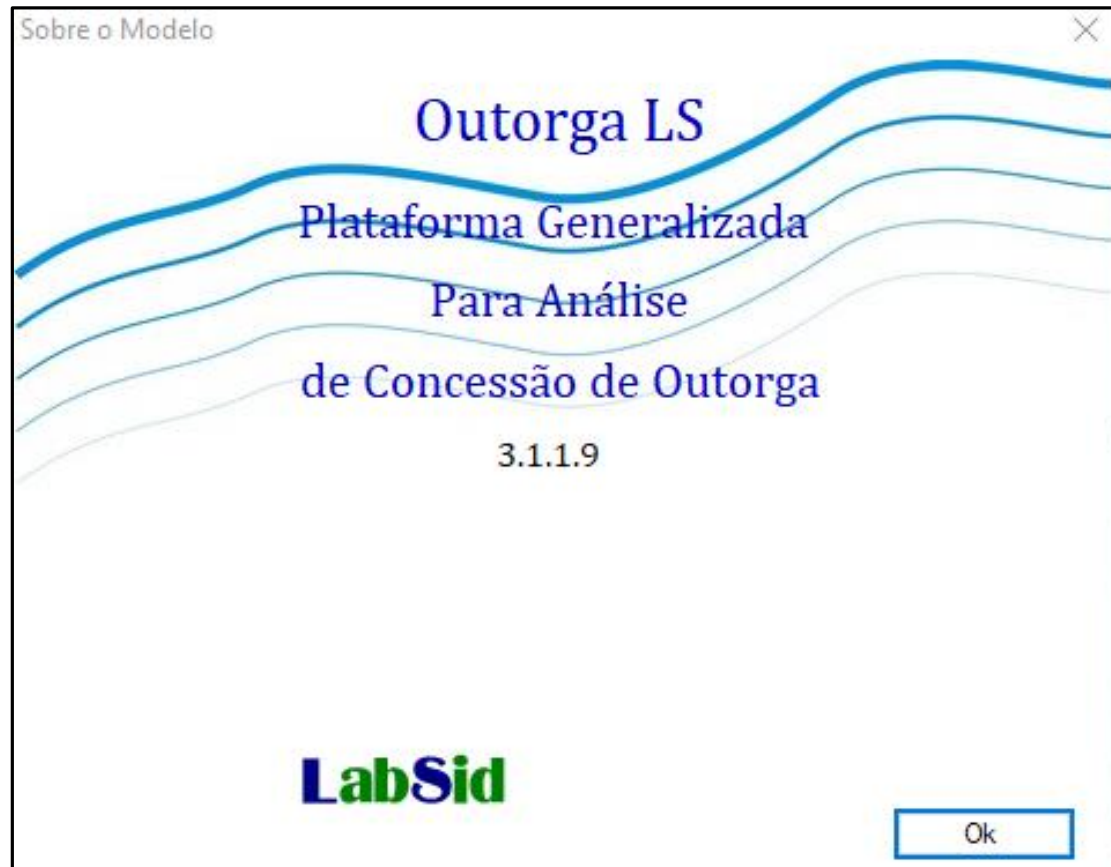 Sobre o Modelo
Outorga LS
Plataforma Generalizada
Para Análise
de Concessão de Outorga
3.1.1.9
LabSid
Ok